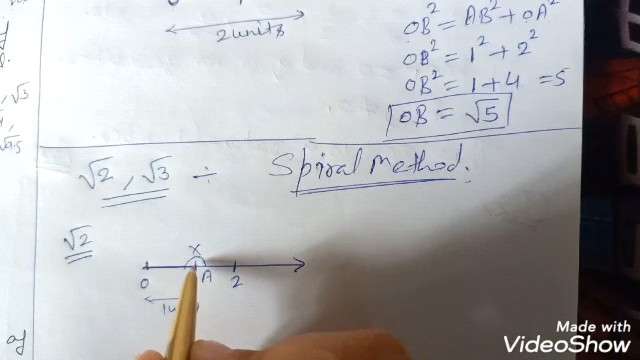 2units
OB² = AB² + OA²
OB² = 1² + 2²
OB² = 1 + 4 = 5
OB = √5
√2, √3 ÷ Spiral Method.
√2
X
0 A 2
Made with
VideoShow